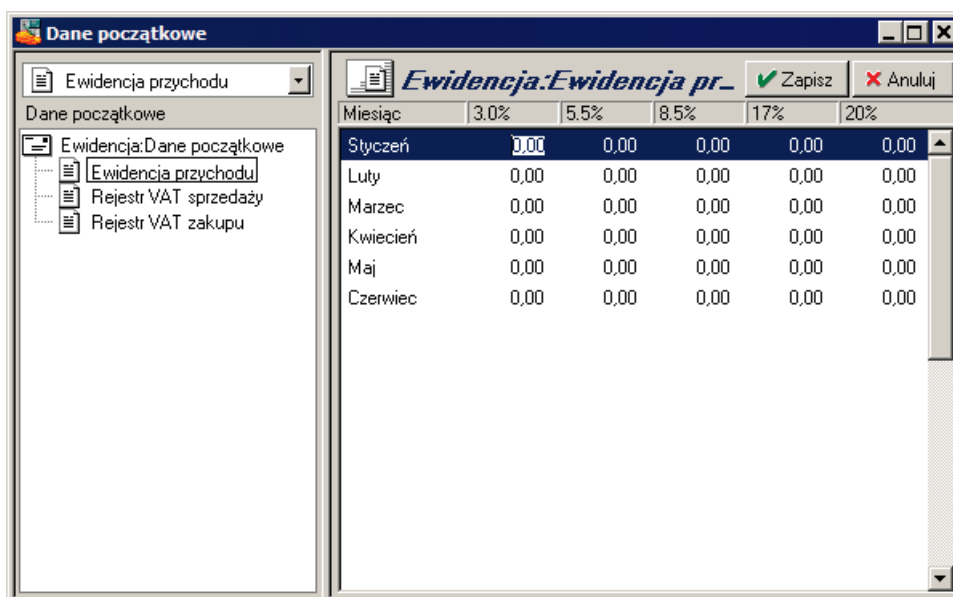 Dane początkowe
Ewidencja przychodu
Dane początkowe
Ewidencja:Dane początkowe
Ewidencja przychodu
Rejestr VAT sprzedaży
Rejestr VAT zakupu
Ewidencja:Ewidencja pr_ Zapisz Anuluj
Miesiąc 3.0% 5.5% 8.5% 17% 20%
Styczeń 0,00 0,00 0,00 0,00 0,00
Luty 0,00 0,00 0,00 0,00 0,00
Marzec 0,00 0,00 0,00 0,00 0,00
Kwiecień 0,00 0,00 0,00 0,00 0,00
Maj 0,00 0,00 0,00 0,00 0,00
Czerwiec 0,00 0,00 0,00 0,00 0,00